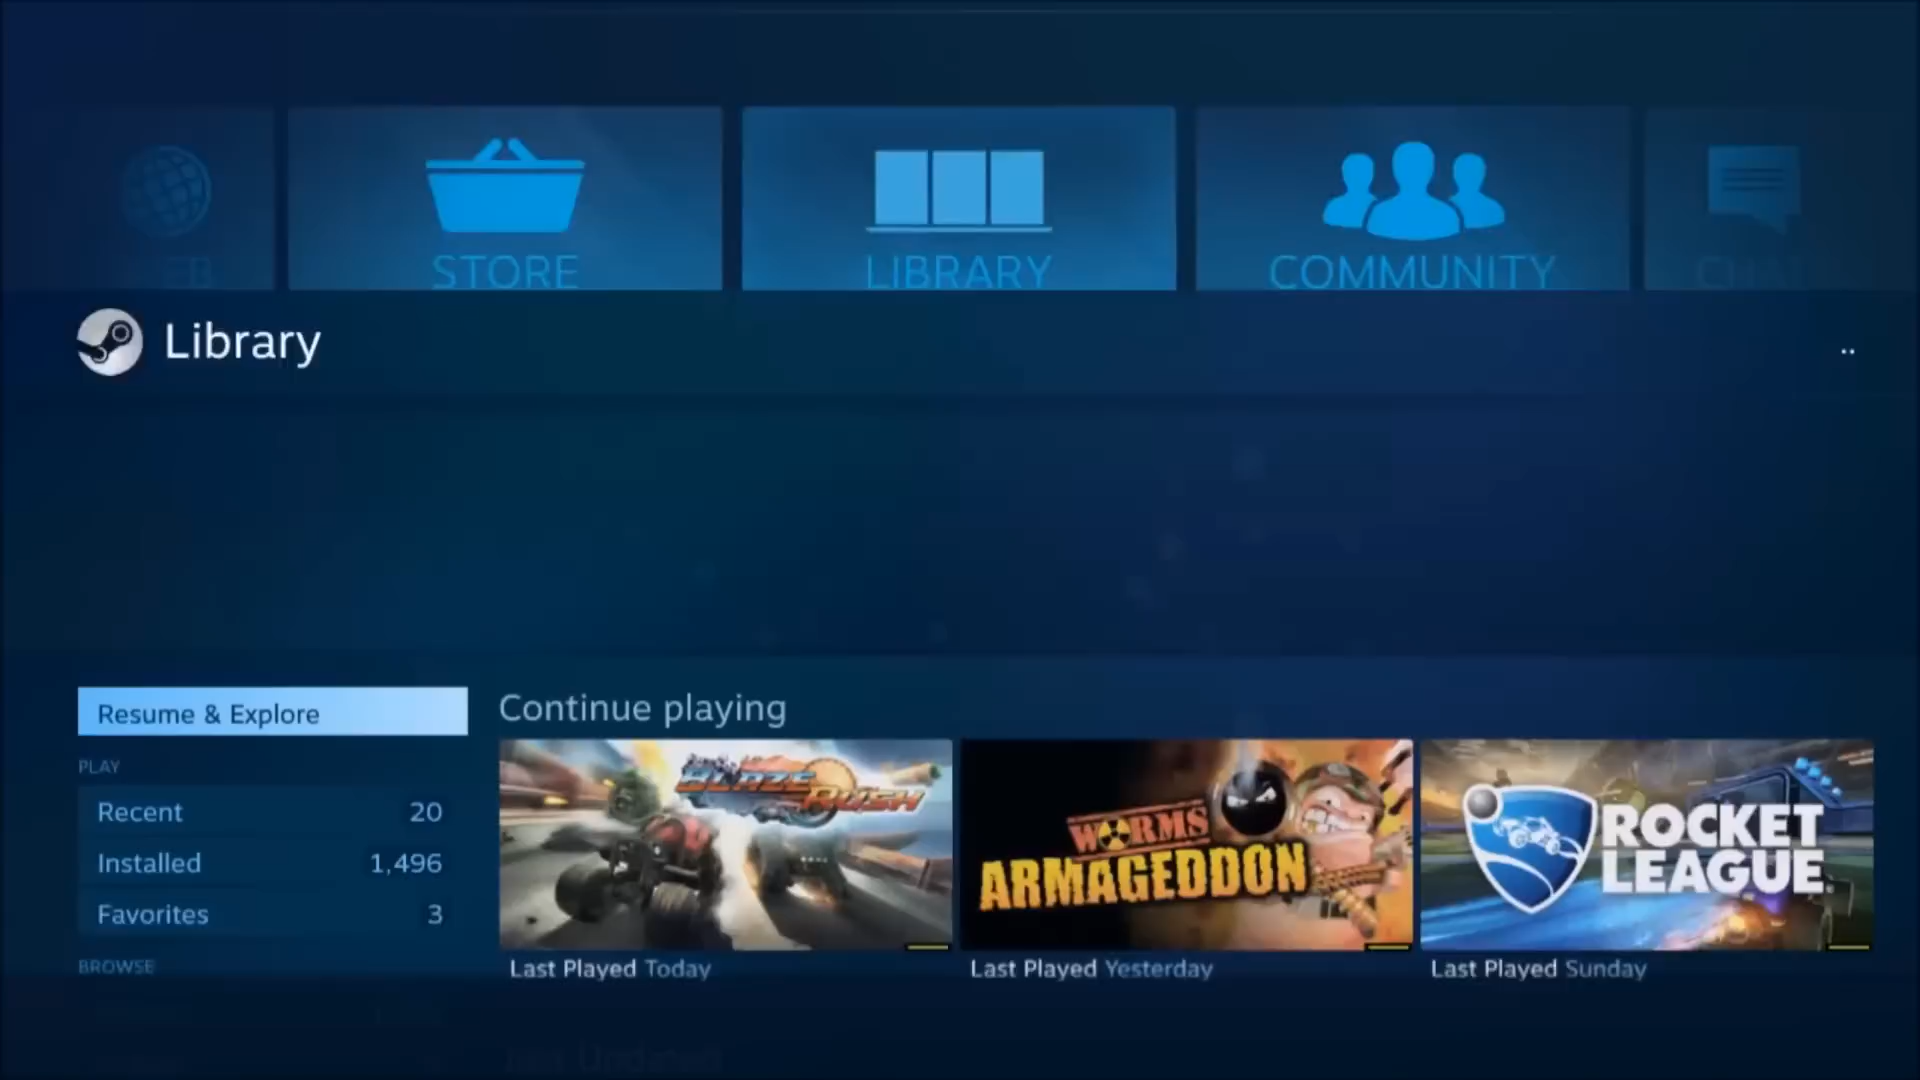 STORE
LIBRARY
COMMUNITY
CHAT
Library
Resume & Explore
Continue playing
PLAY
Recent 20
Installed 1,496
Favorites 3
BROWSE
BLAZE RUSH
WORMS
ARMAGEDDON
ROCKET
LEAGUE
Last Played Today
Last Played Yesterday
Last Played Sunday